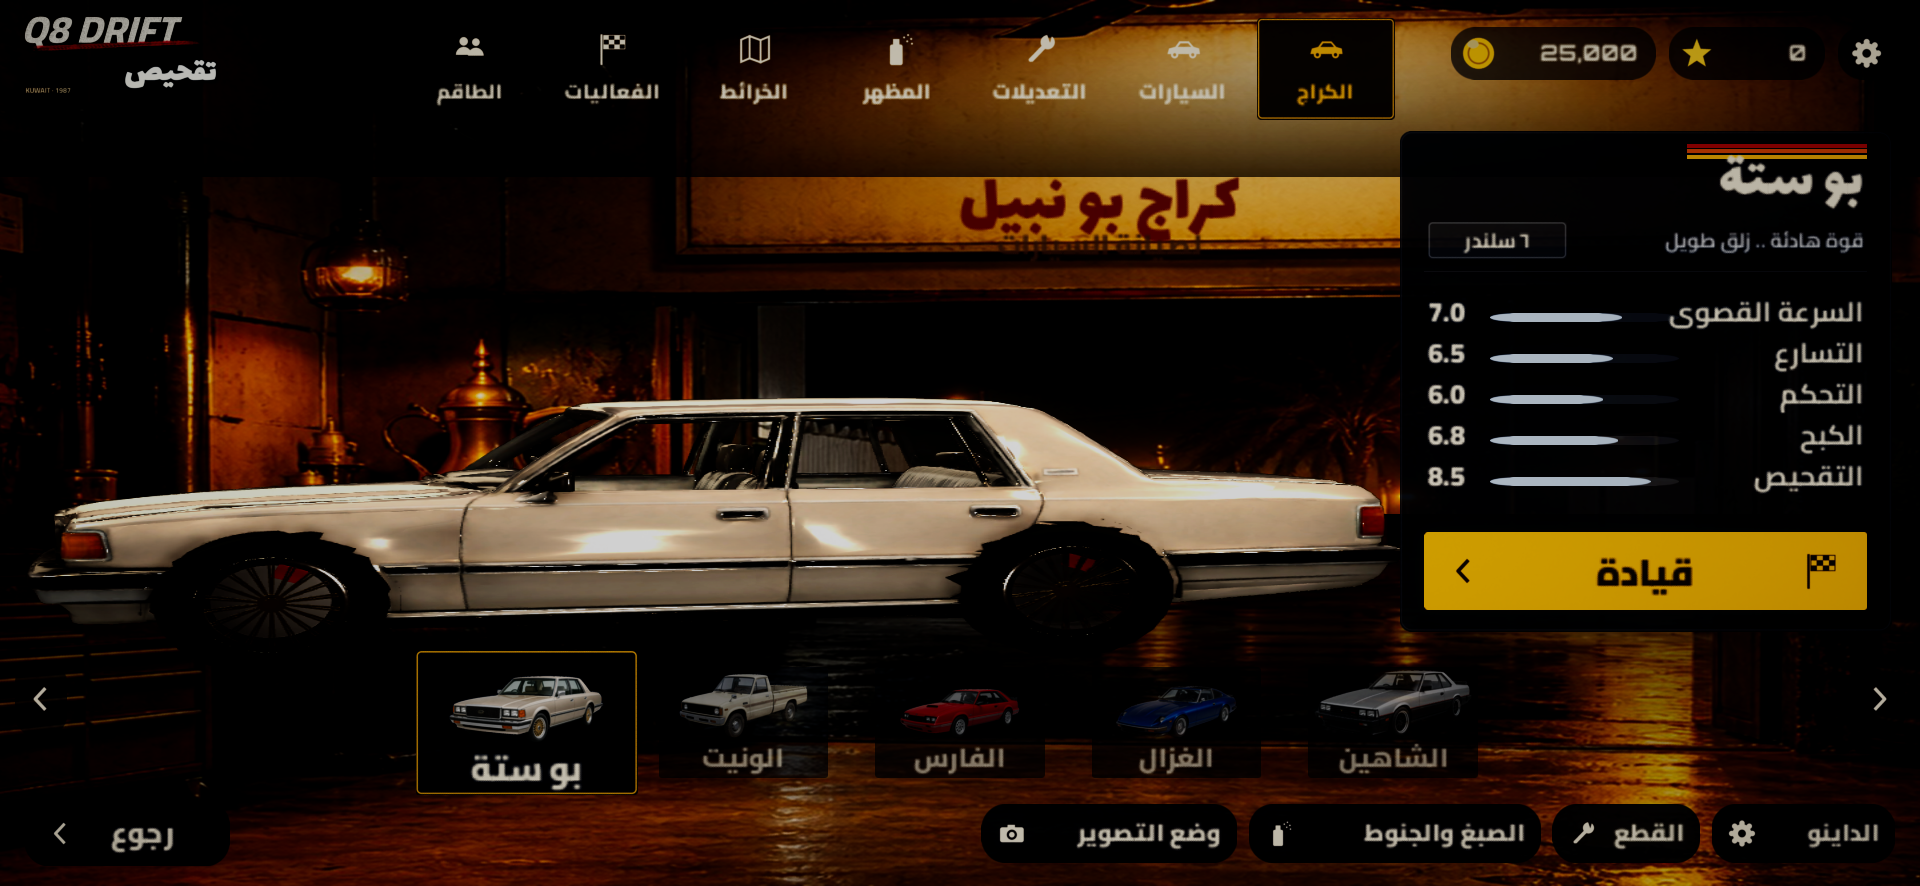 Q8 DRIFT
تفحيص
KUWAIT · 1987
الكراج
السيارات
التعديلات
المظهر
الخرائط
الفعاليات
الطاقم
25,000
0
كراج بو نبيل
بو ستة
قوة هادئة .. زلق طويل
٦ سلندر
السرعة القصوى 7.0
التسارع 6.5
التحكم 6.0
الكبح 6.8
التفحيص 8.5
قيادة
بو ستة
الونيت
الفارس
الغزال
الشاهين
رجوع
وضع التصوير
الصبغ والجنوط
القطع
الداينو